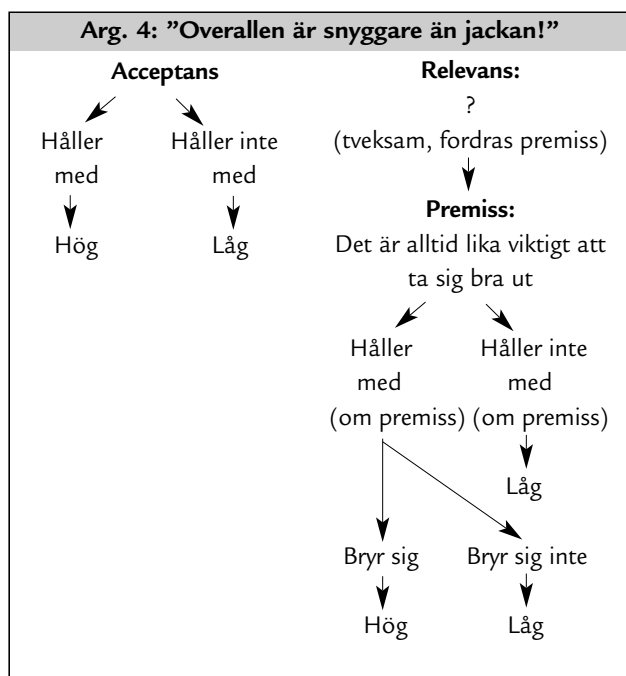 Arg. 4: ”Overallen är snyggare än jackan!”
Acceptans
Håller
med
Håller inte
med
Hög
Låg
Relevans:
?
(tveksam, fordras premiss)
Premiss:
Det är alltid lika viktigt att
ta sig bra ut
Håller
med
(om premiss)
Håller inte
med
(om premiss)
Låg
Bryr sig
Bryr sig inte
Hög
Låg